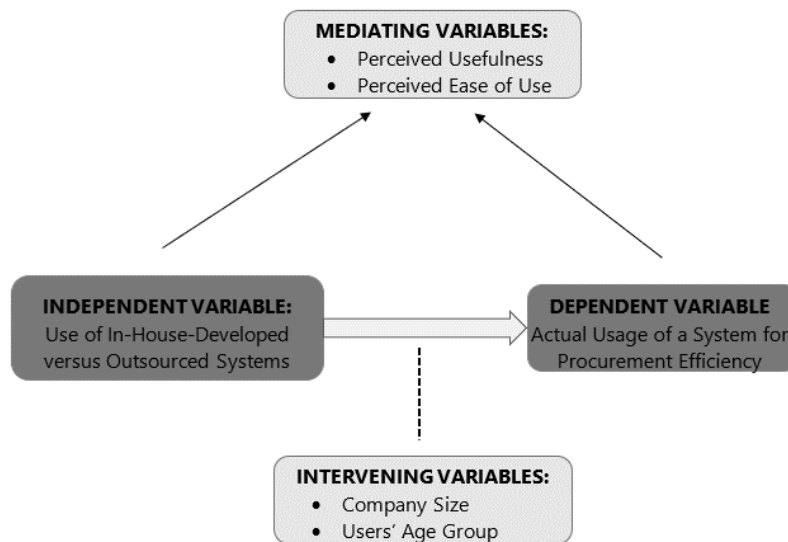 MEDIATING VARIABLES:
• Perceived Usefulness
• Perceived Ease of Use
INDEPENDENT VARIABLE:
Use of In-House-Developed
versus Outsourced Systems
DEPENDENT VARIABLE
Actual Usage of a System for
Procurement Efficiency
INTERVENING VARIABLES:
• Company Size
• Users’ Age Group